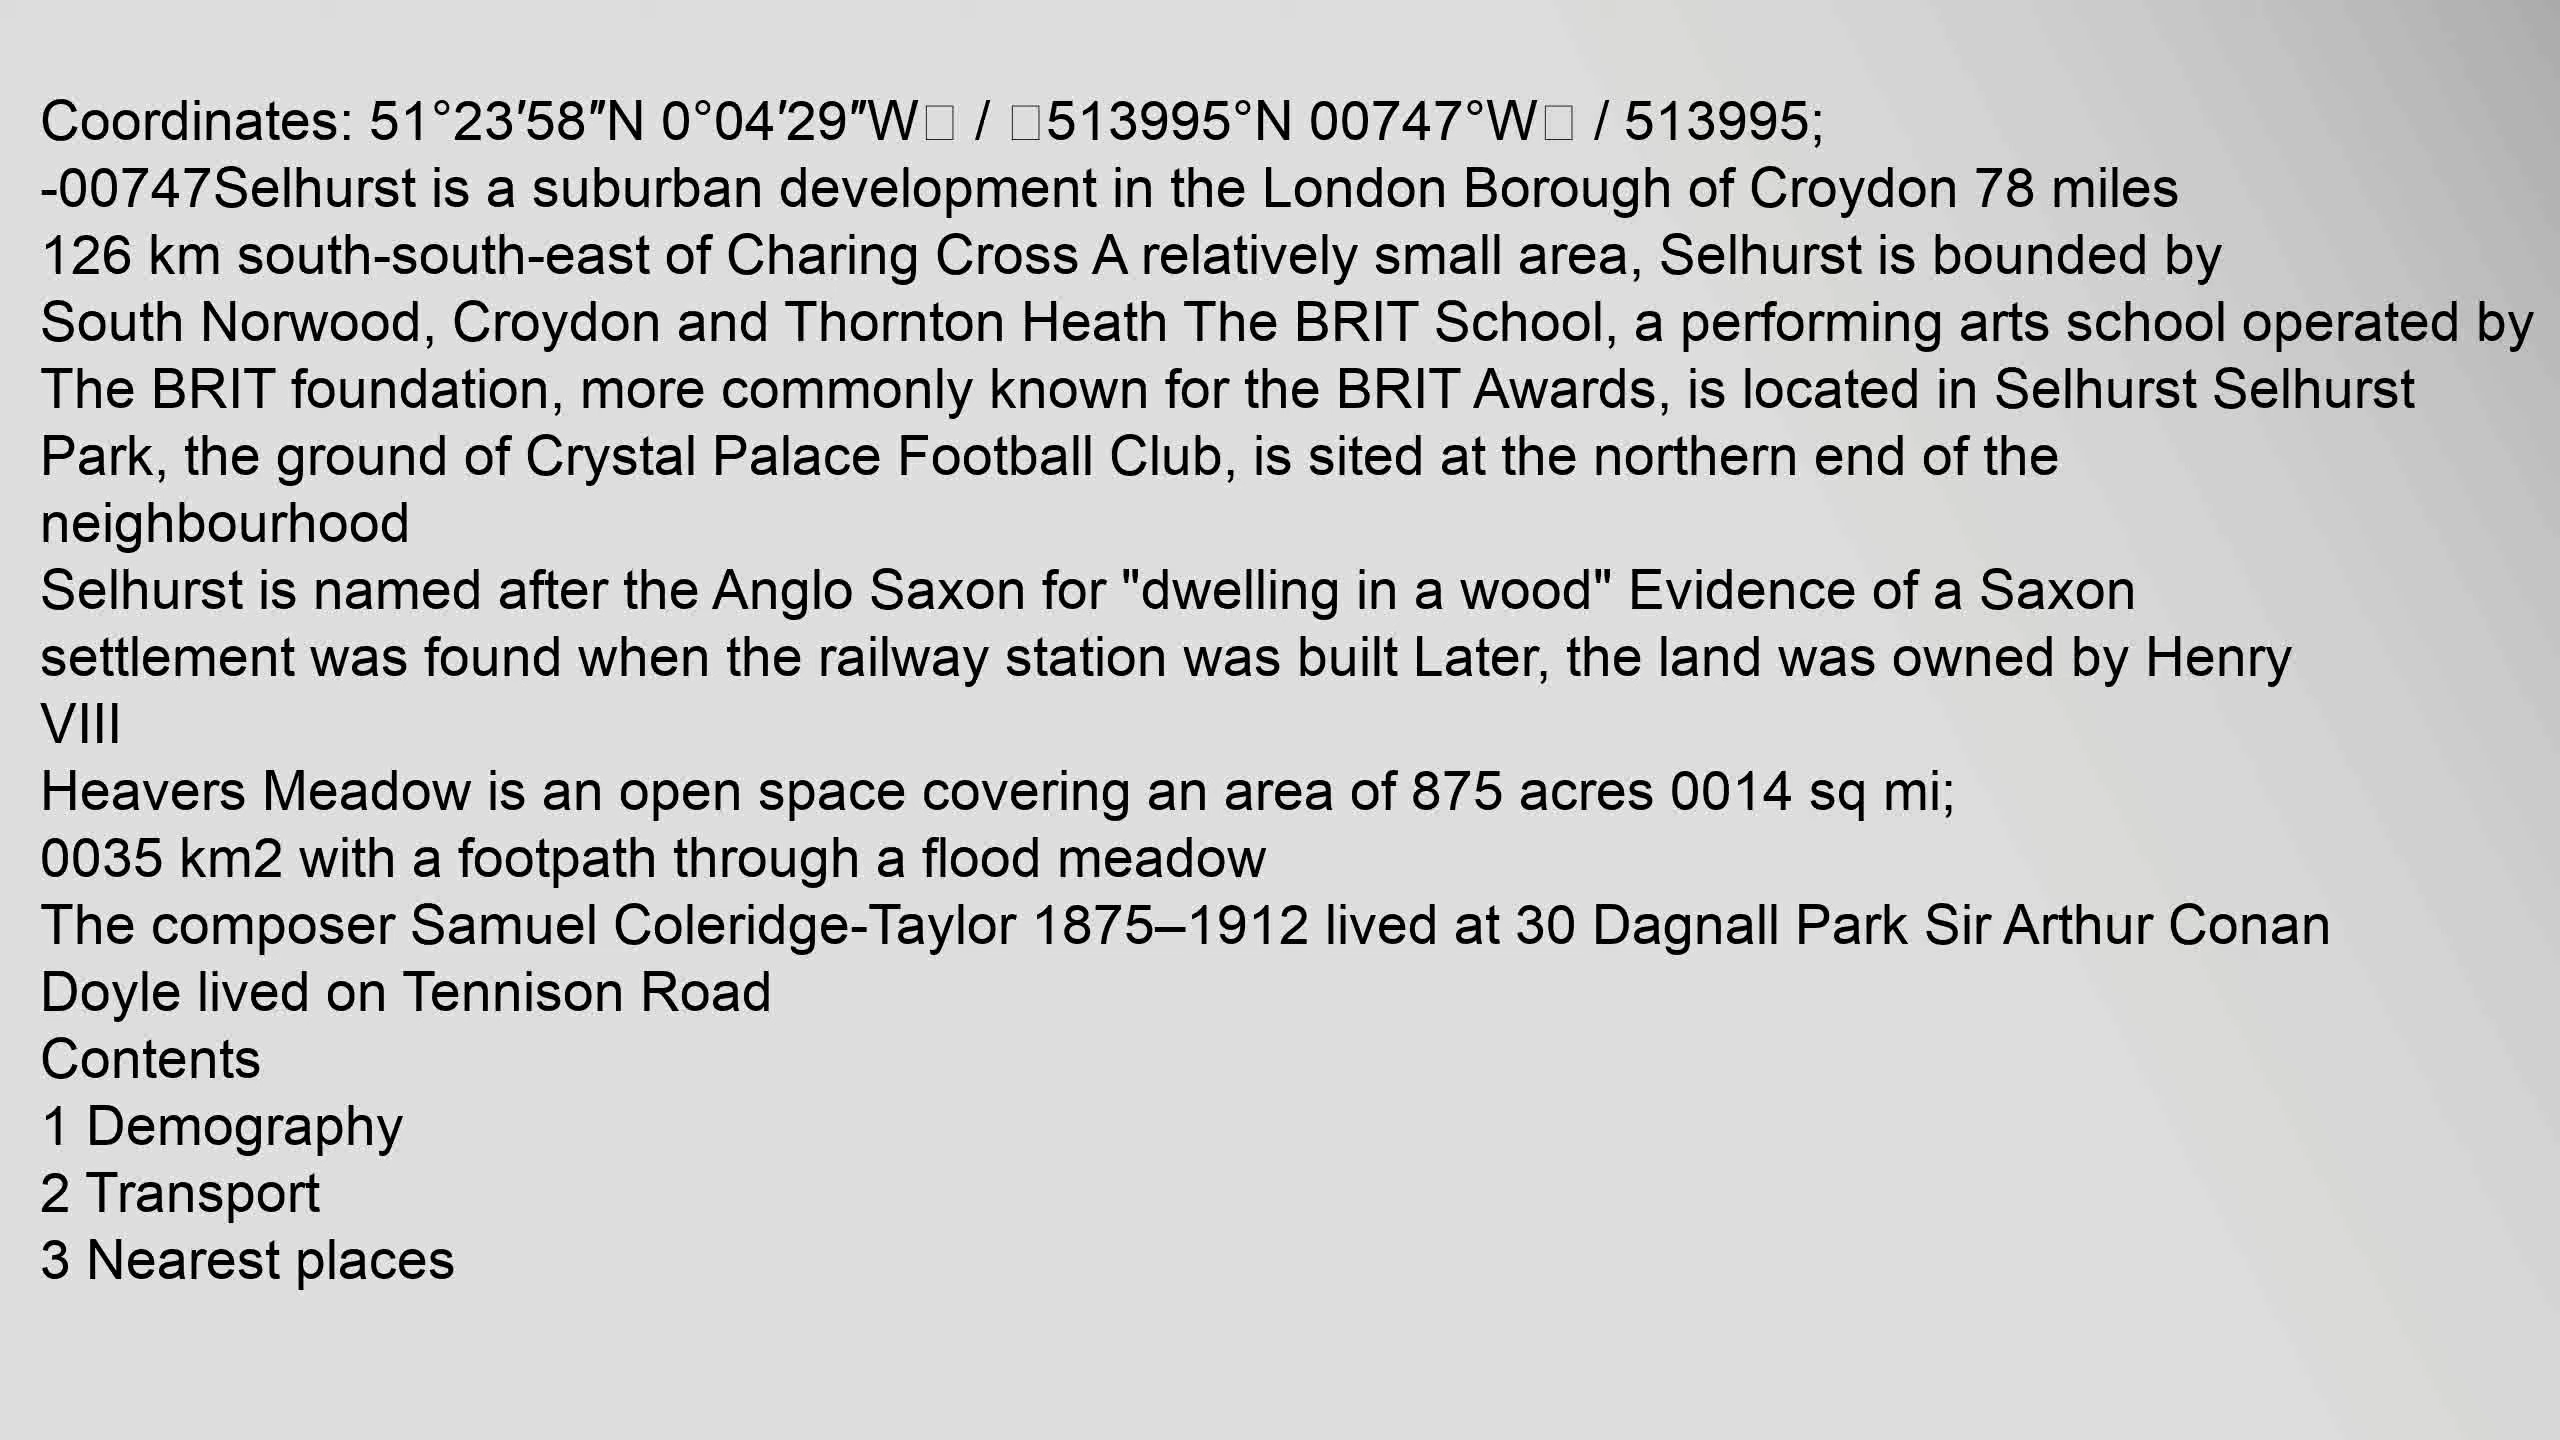 Coordinates: 51°23′58″N 0°04′29″W□ / □513995°N 00747°W□ / 513995;
-00747Selhurst is a suburban development in the London Borough of Croydon 78 miles
126 km south-south-east of Charing Cross A relatively small area, Selhurst is bounded by
South Norwood, Croydon and Thornton Heath The BRIT School, a performing arts school operated by
The BRIT foundation, more commonly known for the BRIT Awards, is located in Selhurst Selhurst
Park, the ground of Crystal Palace Football Club, is sited at the northern end of the
neighbourhood
Selhurst is named after the Anglo Saxon for "dwelling in a wood" Evidence of a Saxon
settlement was found when the railway station was built Later, the land was owned by Henry
VIII
Heavers Meadow is an open space covering an area of 875 acres 0014 sq mi;
0035 km2 with a footpath through a flood meadow
The composer Samuel Coleridge-Taylor 1875–1912 lived at 30 Dagnall Park Sir Arthur Conan
Doyle lived on Tennison Road
Contents
1 Demography
2 Transport
3 Nearest places